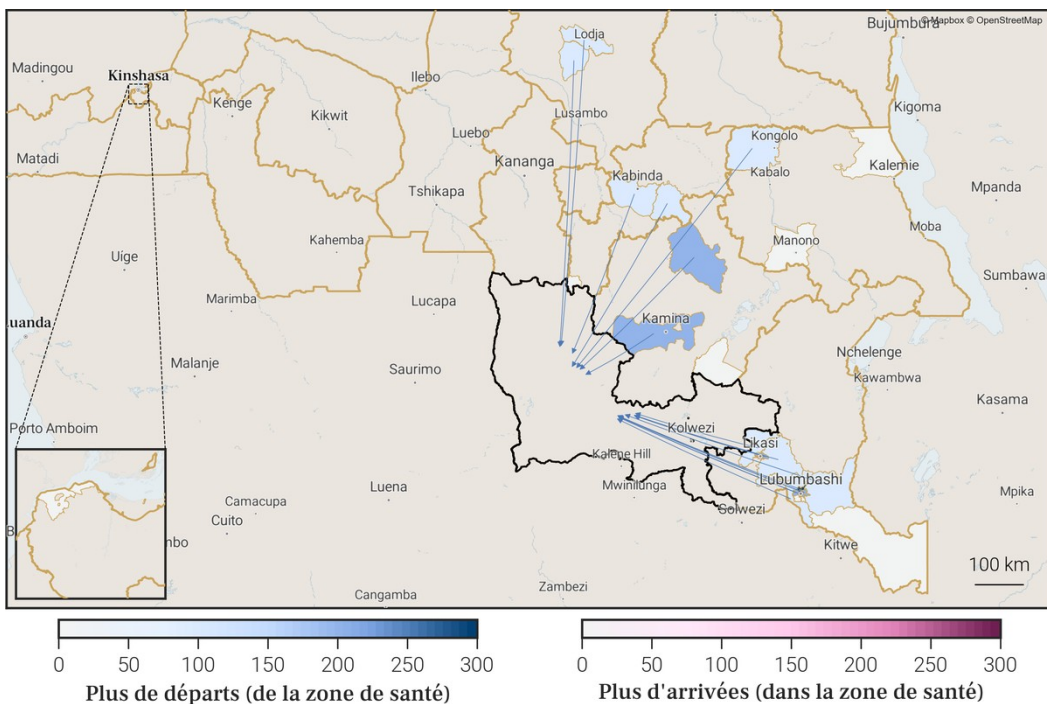 © Mapbox © OpenStreetMap
Bujumbura
Lodja
Madingou
Kinshasa
Ilebo
Kenge
Kikwit
Lusambo
Kigoma
Luebo
Kongolo
Matadi
Kananga
Kalemie
Kabinda
Kabalo
Tshikapa
Mpanda
Moba
Kahemba
Manono
Uige
Sumbawan
Marimba
Lucapa
Kamina
uanda
Nchelenge
Malanje
Saurimo
Kawambwa
Kasama
Porto Amboim
Kolwezi
Likasi
Kalene Hill
Lubumbashi
Luena
Mwinilunga
Mpika
Camacupa
Solwezi
Cuito
B
mbo
Kitwe
100 km
Zambezi
Cangamba
0 50 100 150 200 250 300
Plus de départs (de la zone de santé)
0 50 100 150 200 250 300
Plus d'arrivées (dans la zone de santé)